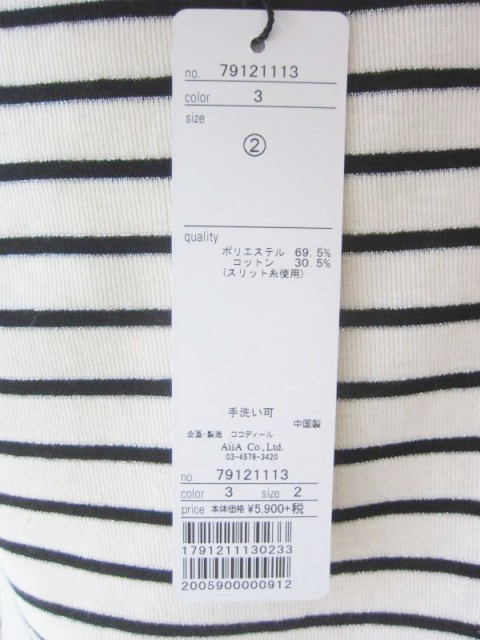 no. 79121113
color 3
size
②
quality
ポリエステル 69.5%
コットン 30.5%
(スリット糸使用)
手洗い可
中国製
企画・製造 ココディール
AiiA Co., Ltd.
03-4578-3420
no. 79121113
color 3 size 2
price 本体価格 ¥5,900+税
1791211130233
2005900000912